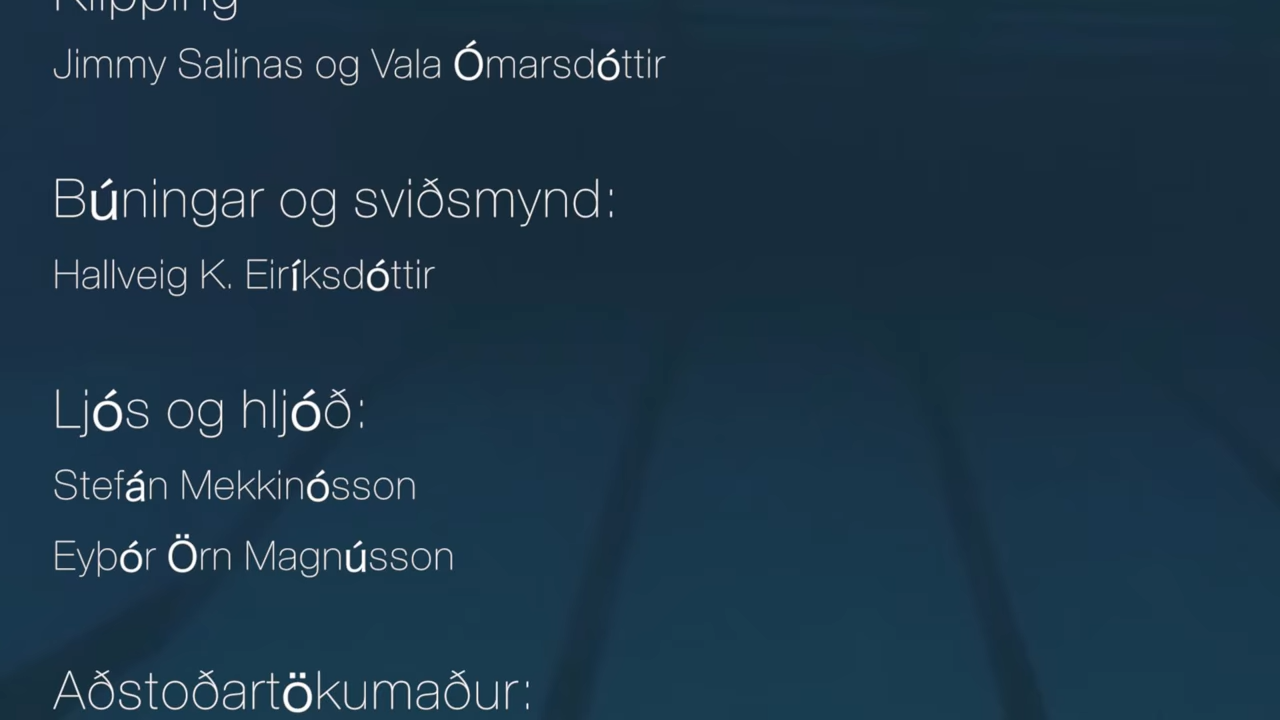 Klipping
Jimmy Salinas og Vala Ómarsdóttir
Búningar og sviðsmynd:
Hallveig K. Eiríksdóttir
Ljós og hljóð:
Stefán Mekkinósson
Eyþór Örn Magnússon
Aðstoðartökumaður: